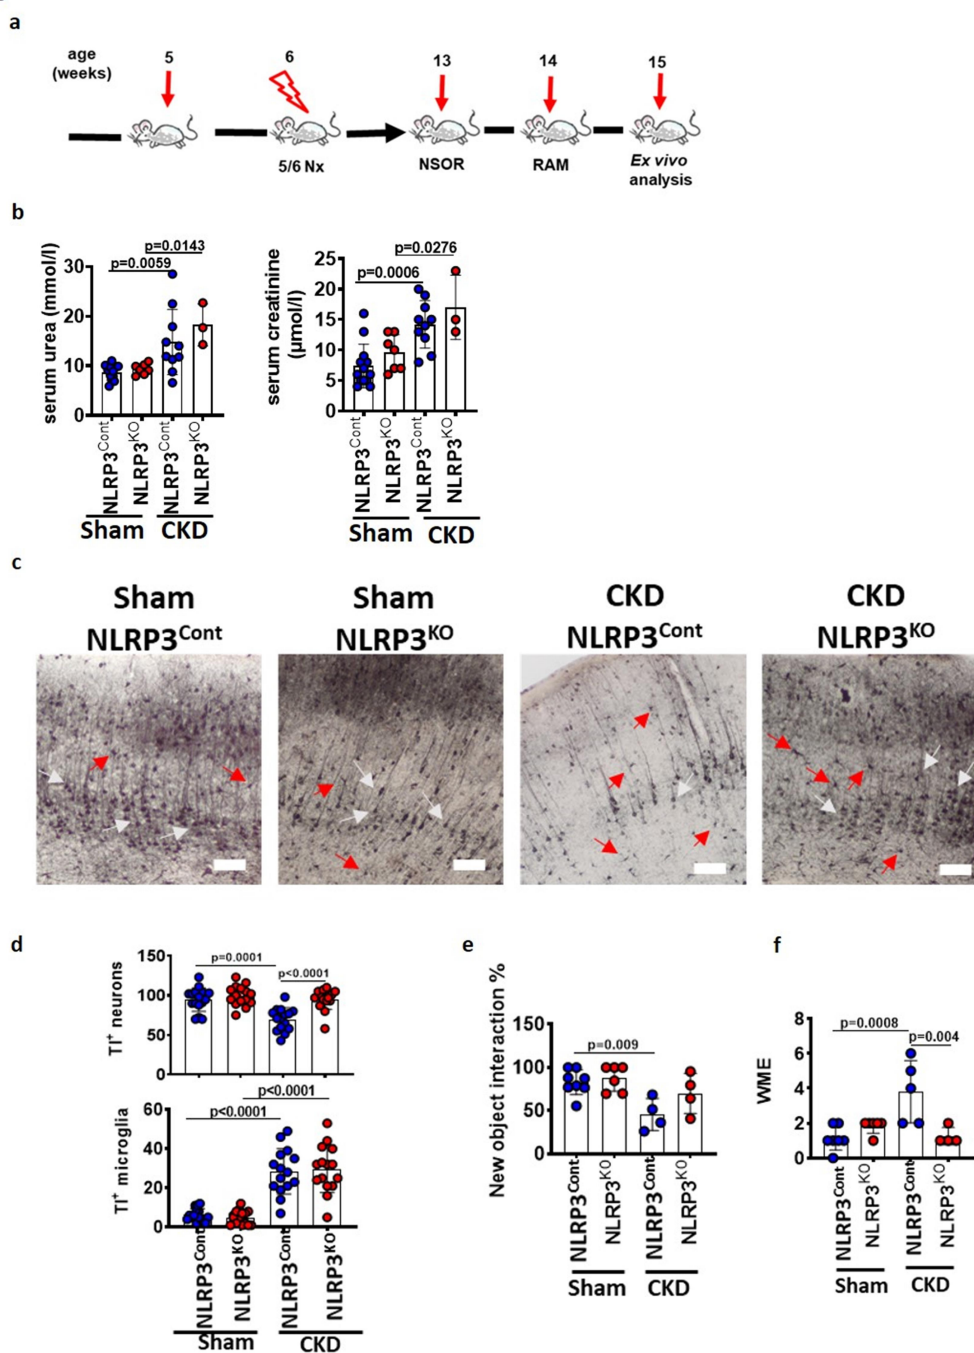 a
age
(weeks)
5
6
13
14
15
5/6 Nx
NSOR
RAM
Ex vivo
analysis
b
serum urea (mmol/l)
30
20
10
0
p=0.0143
p=0.0059
NLRP3Cont
NLRP3KO
NLRP3Cont
NLRP3KO
Sham
CKD
serum creatinine
(µmol/l)
25
20
15
10
5
0
p=0.0276
p=0.0006
NLRP3Cont
NLRP3KO
NLRP3Cont
NLRP3KO
Sham
CKD
c
Sham
NLRP3Cont
Sham
NLRP3KO
CKD
NLRP3Cont
CKD
NLRP3KO
d
TI+ neurons
150
100
50
0
p=0.0001
p<0.0001
TI+ microglia
60
40
20
0
p<0.0001
p<0.0001
NLRP3Cont
NLRP3KO
NLRP3Cont
NLRP3KO
Sham
CKD
e
New object interaction %
150
100
50
0
p=0.009
NLRP3Cont
NLRP3KO
NLRP3Cont
NLRP3KO
Sham
CKD
f
WME
8
6
4
2
0
p=0.0008
p=0.004
NLRP3Cont
NLRP3KO
NLRP3Cont
NLRP3KO
Sham
CKD